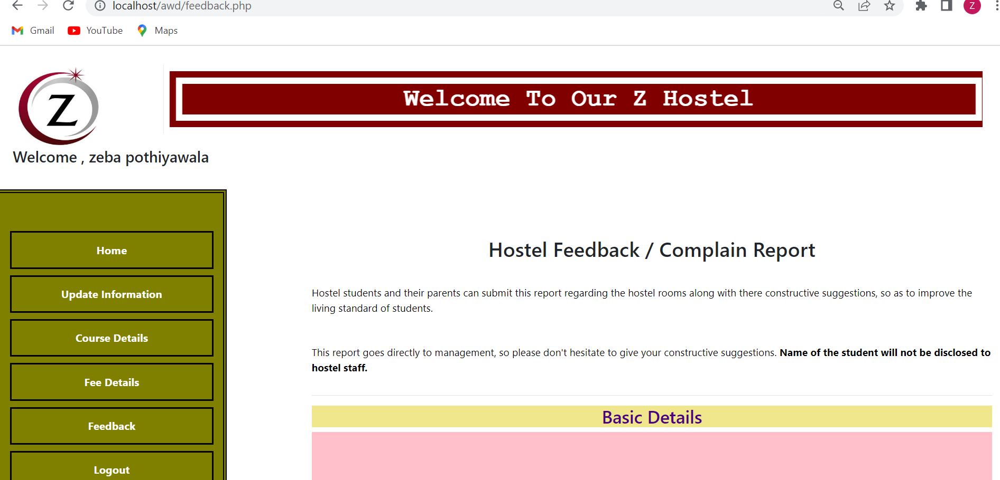 localhost/awd/feedback.php
Z
Gmail YouTube Maps
Z
Welcome To Our Z Hostel
Welcome , zeba pothiyawala
Home
Update Information
Course Details
Fee Details
Feedback
Logout
Hostel Feedback / Complain Report
Hostel students and their parents can submit this report regarding the hostel rooms along with there constructive suggestions, so as to improve the
living standard of students.
This report goes directly to management, so please don't hesitate to give your constructive suggestions. Name of the student will not be disclosed to
hostel staff.
Basic Details